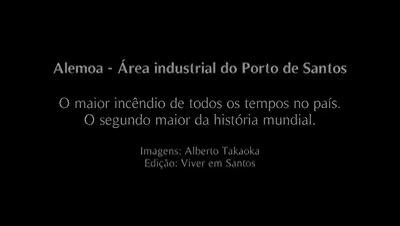 Alemoa - Área industrial do Porto de Santos
O maior incêndio de todos os tempos no país.
O segundo maior da história mundial.
Imagens: Alberto Takaoka
Edição: Viver em Santos